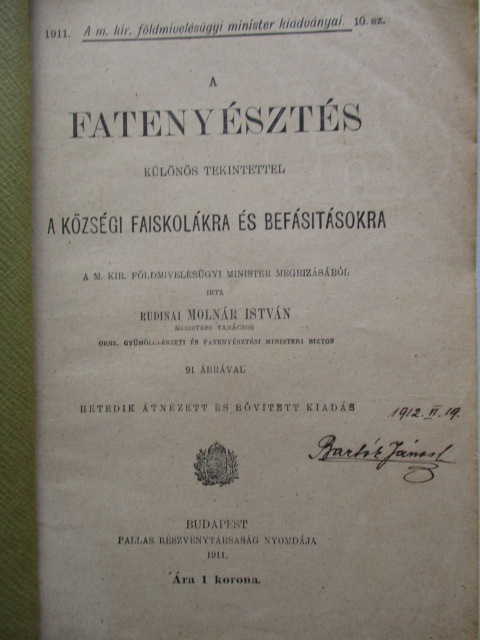 1911. A m. kir. földmivelésügyi minister kiadványai. 10. sz.
A
FATENYÉSZTÉS
KÜLÖNÖS TEKINTETTEL
A KÖZSÉGI FAISKOLÁKRA ÉS BEFÁSITÁSOKRA
A M. KIR. FÖLDMIVELÉSÜGYI MINISTER MEGBIZÁSÁBÓL
IRTA
RUDINAI MOLNÁR ISTVÁN
MINISTERI TANÁCSOS
ORSZ. GYÜMÖLCSÉSZETI ÉS FATENYÉSZTÉSI MINISTERI BIZTOS
91 ÁBRÁVAL
HETEDIK ÁTNÉZETT ÉS BŐVITETT KIADÁS
1912. VI. 19.
János
BUDAPEST
PALLAS RÉSZVÉNYTÁRSASÁG NYOMDÁJA
1911.
Ára 1 korona.